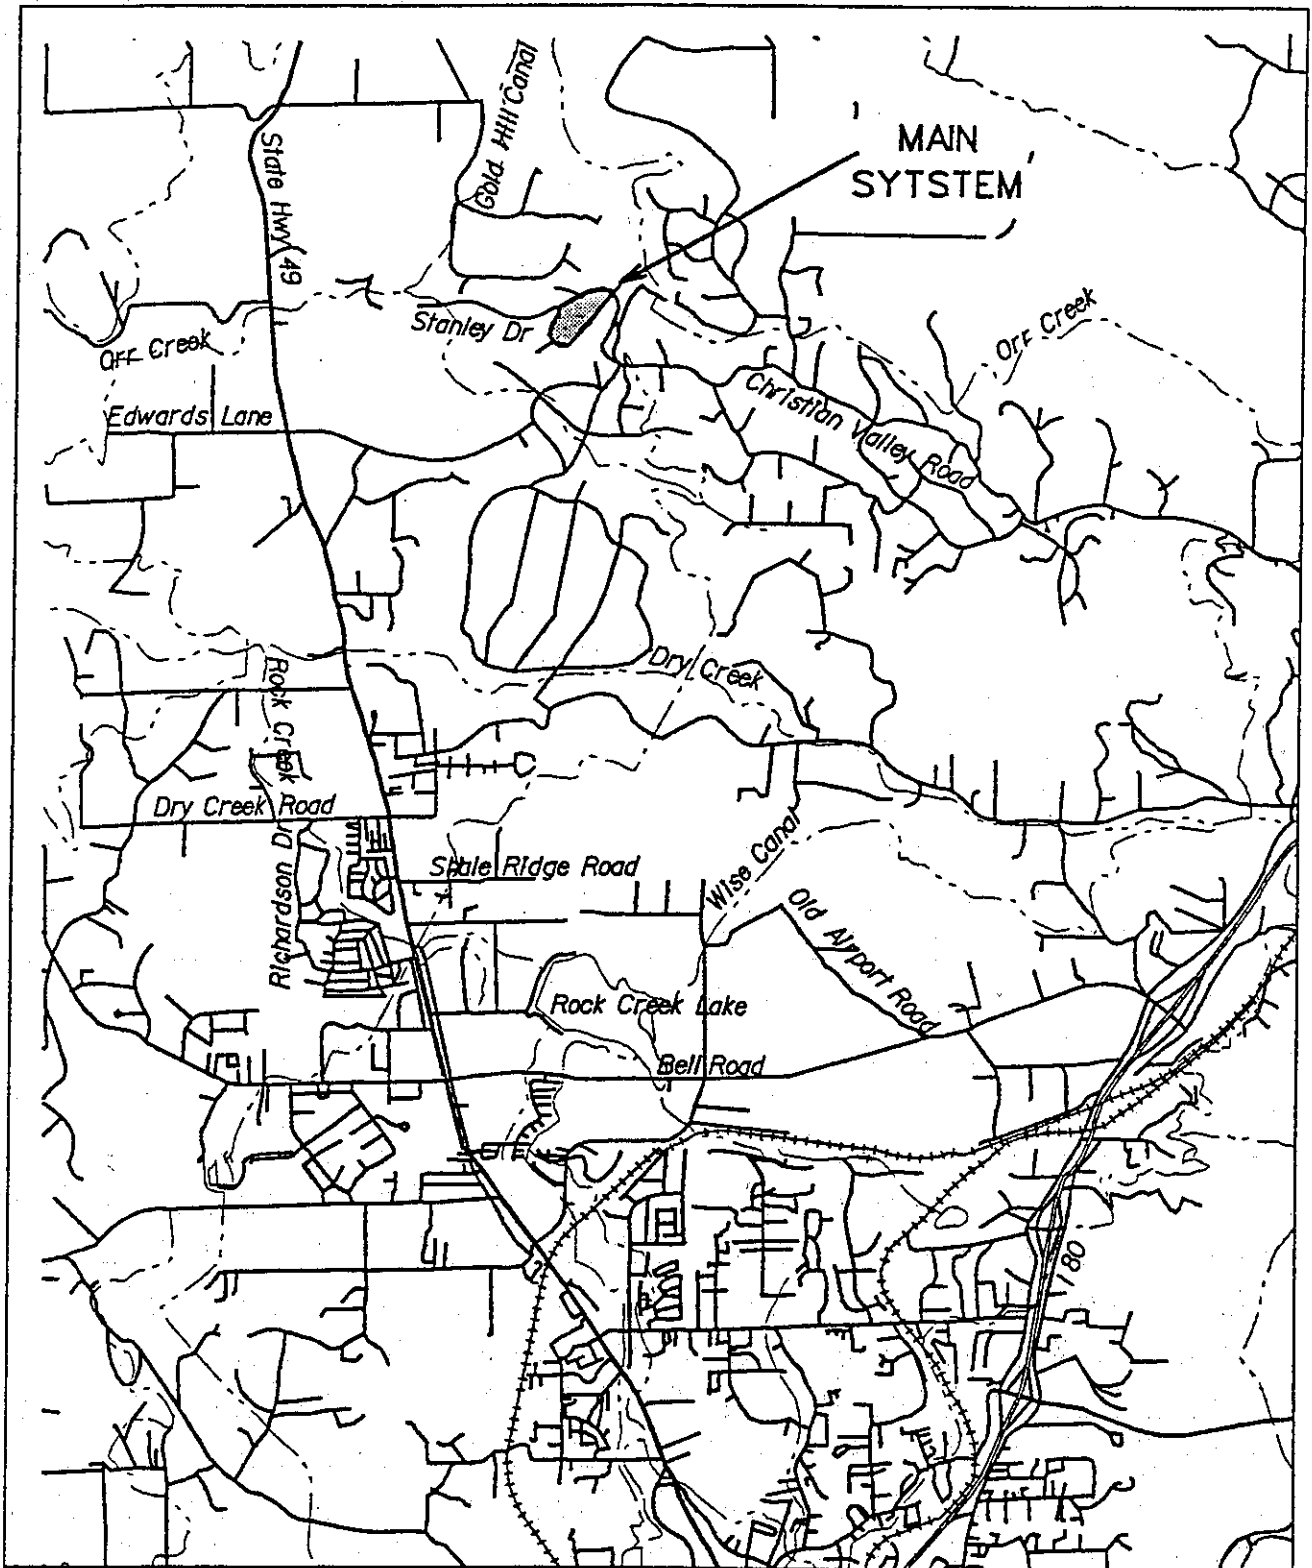 Gold Hill Canal
MAIN
SYTSTEM
State Hwy 49
Stanley Dr
Orr Creek
Orr Creek
Christian Valley Road
Edwards Lane
Dry Creek
Rock Creek
Dry Creek Road
Richardson Dr
Shale Ridge Road
Wise Canal
Old Airport Road
Rock Creek Lake
Bell Road
I 80